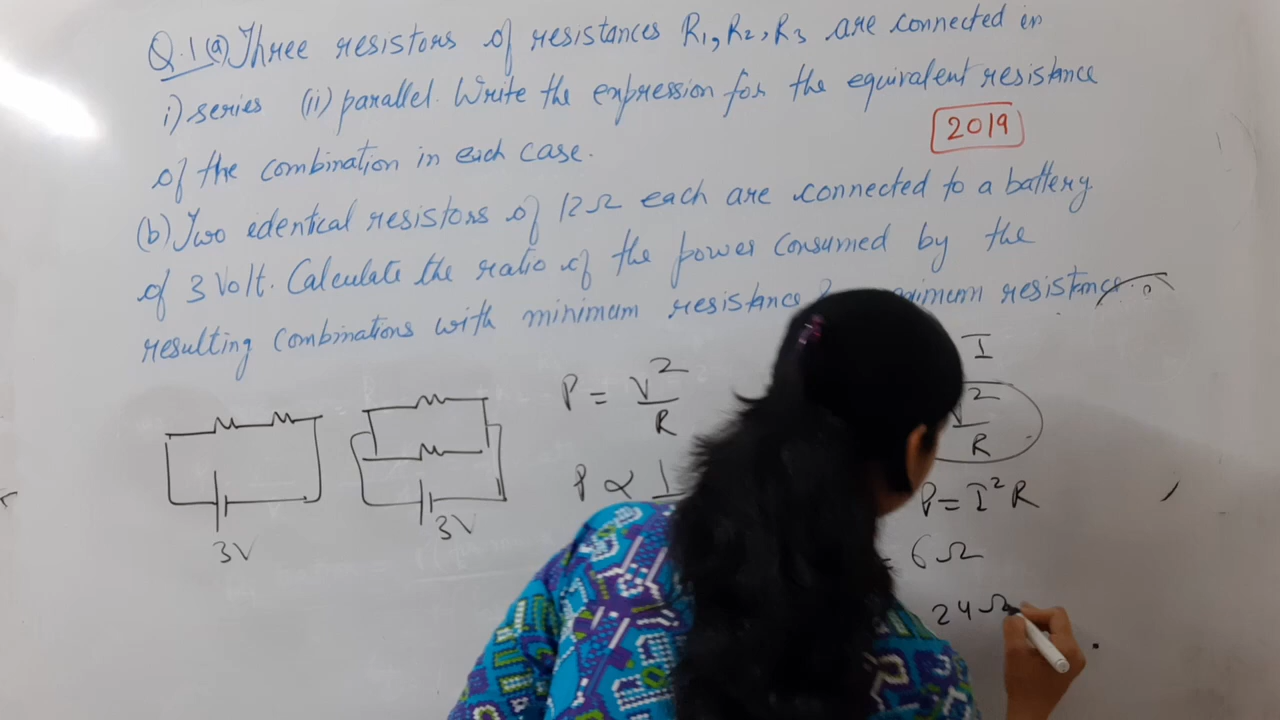 Q.1(a) Three resistors of resistances R1, R2, R3 are connected in
i) series (ii) parallel. Write the expression for the equivalent resistance
2019
of the combination in each case.
(b) Two identical resistors of 12Ω each are connected to a battery
of 3 Volt. Calculate the ratio of the power consumed by the
resulting combinations with minimum resistance resistance
I
P = V²/R
V²/R
P ∝ 1
P = I²R
= 6Ω
24Ω
3V
3V